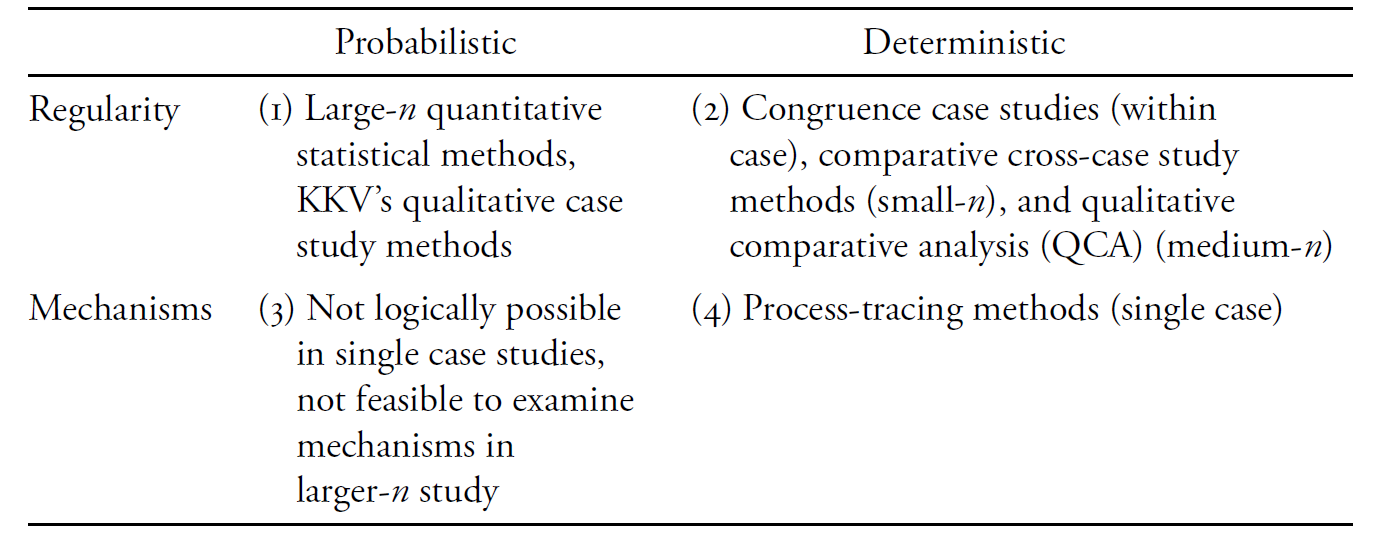 Probabilistic Deterministic
Regularity (1) Large-n quantitative (2) Congruence case studies (within
statistical methods, case), comparative cross-case study
KKV’s qualitative case methods (small-n), and qualitative
study methods comparative analysis (QCA) (medium-n)
Mechanisms (3) Not logically possible (4) Process-tracing methods (single case)
in single case studies,
not feasible to examine
mechanisms in
larger-n study